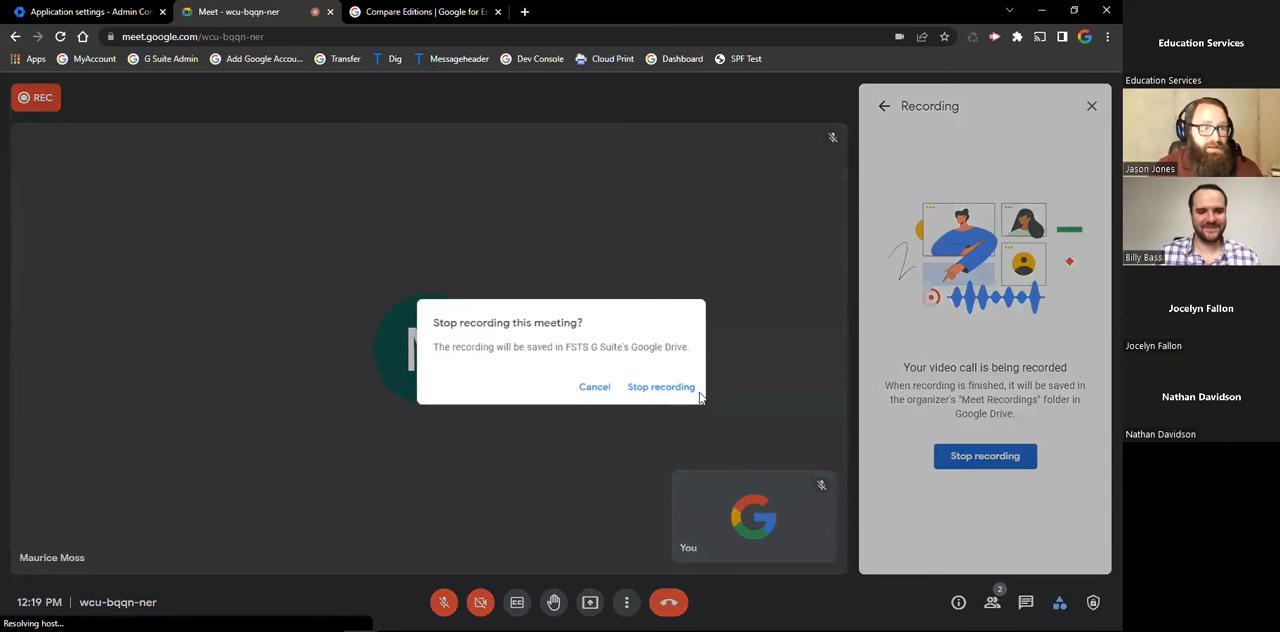 Application settings - Admin Co
Meet - wcu-bqqn-ner
Compare Editions | Google for E
meet.google.com/wcu-bqqn-ner
Apps
MyAccount
G Suite Admin
Add Google Accou...
Transfer
Dig
Messageheader
Dev Console
Cloud Print
Dashboard
SPF Test
REC
Recording
Stop recording this meeting?
The recording will be saved in FSTS G Suite's Google Drive.
Cancel
Stop recording
Your video call is being recorded
When recording is finished, it will be saved in
the organizer's "Meet Recordings" folder in
Google Drive.
Stop recording
You
Maurice Moss
12:19 PM | wcu-bqqn-ner
2
Resolving host...
Education Services
Education Services
Jason Jones
Billy Bass
Jocelyn Fallon
Jocelyn Fallon
Nathan Davidson
Nathan Davidson